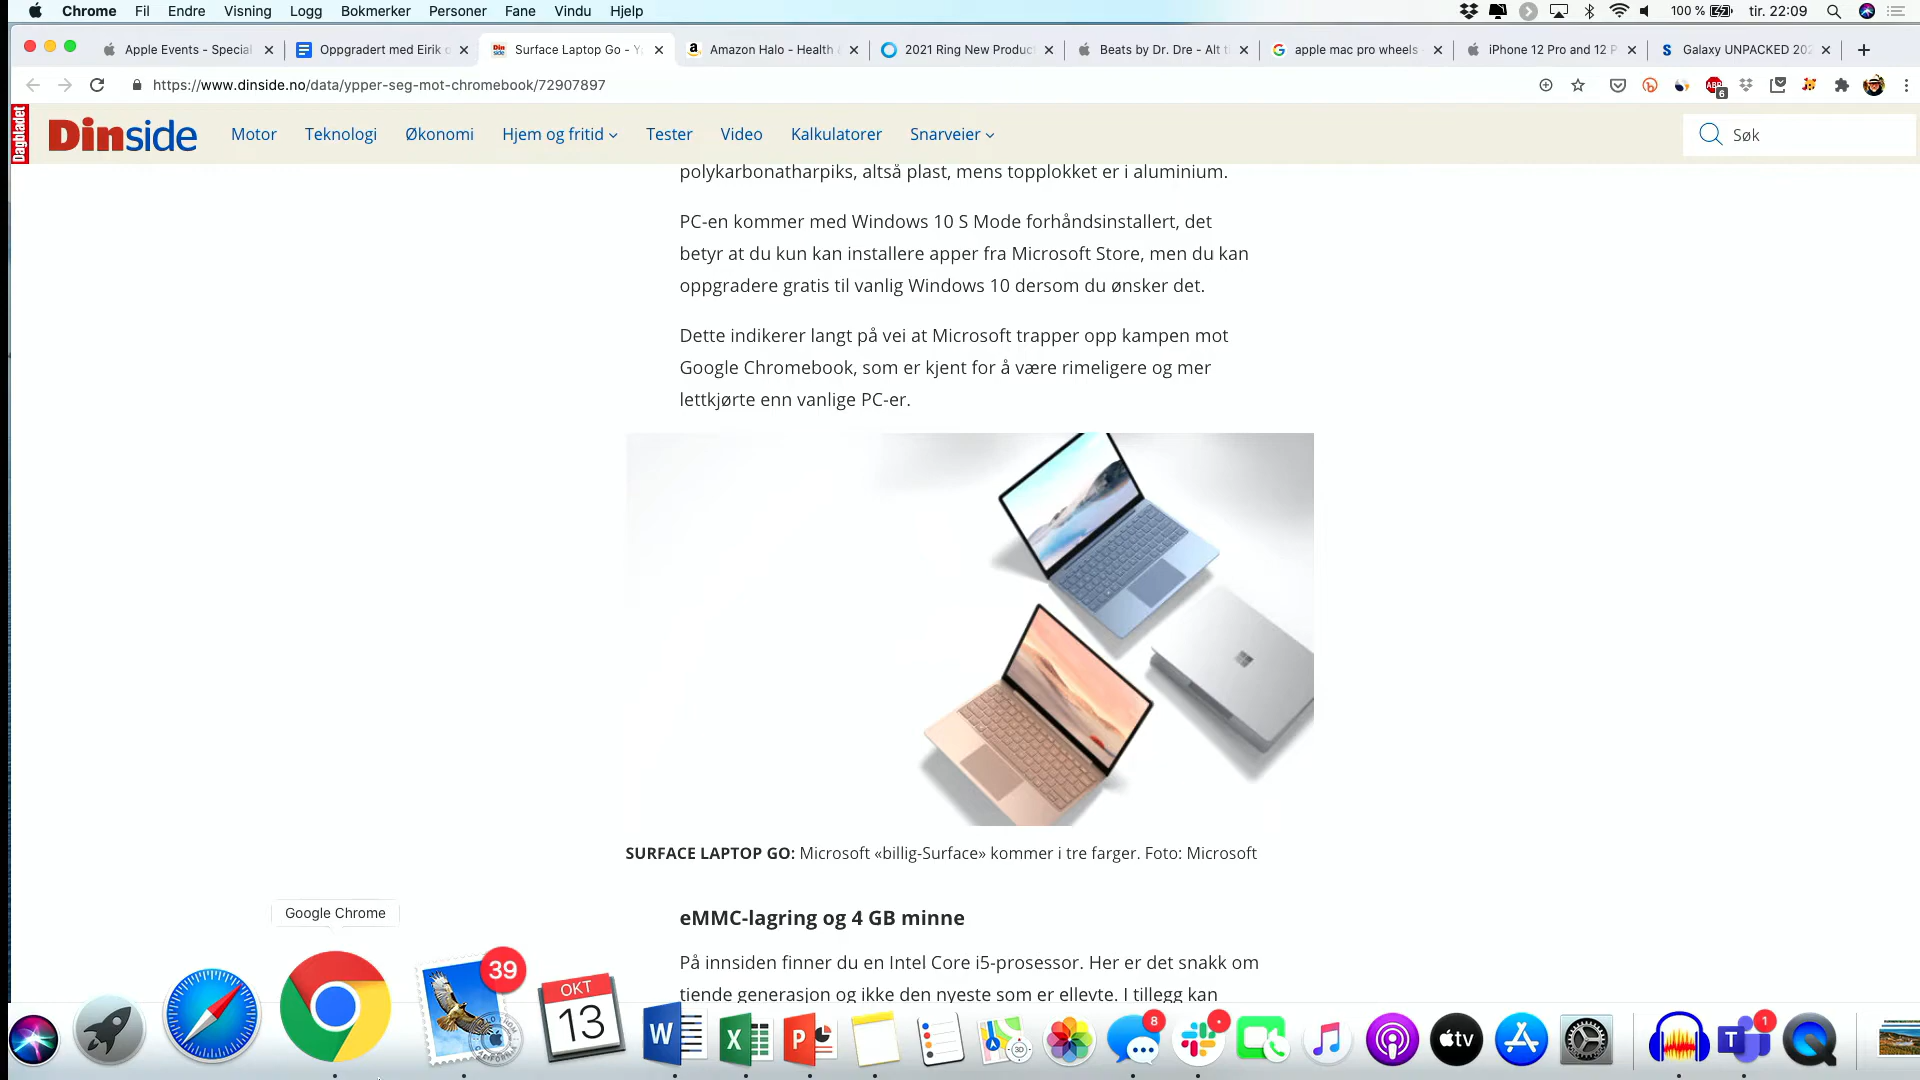 Chrome Fil Endre Visning Logg Bokmerker Personer Fane Vindu Hjelp 100 % tir. 22:09
Apple Events - Special Oppgradert med Eirik o Surface Laptop Go - Y Amazon Halo - Health & 2021 Ring New Produc Beats by Dr. Dre - Alt t apple mac pro wheels iPhone 12 Pro and 12 P Galaxy UNPACKED 202
https://www.dinside.no/data/ypper-seg-mot-chromebook/72907897
ABP
6
Dagbladet
Dinside Motor Teknologi Økonomi Hjem og fritid Tester Video Kalkulatorer Snarveier Søk
polykarbonatharpiks, altså plast, mens topplokket er i aluminium.
PC-en kommer med Windows 10 S Mode forhåndsinstallert, det
betyr at du kun kan installere apper fra Microsoft Store, men du kan
oppgradere gratis til vanlig Windows 10 dersom du ønsker det.
Dette indikerer langt på vei at Microsoft trapper opp kampen mot
Google Chromebook, som er kjent for å være rimeligere og mer
lettkjørte enn vanlige PC-er.
SURFACE LAPTOP GO: Microsoft «billig-Surface» kommer i tre farger. Foto: Microsoft
Google Chrome
eMMC-lagring og 4 GB minne
På innsiden finner du en Intel Core i5-prosessor. Her er det snakk om
tiende generasjon og ikke den nyeste som er ellevte. I tillegg kan
39
OKT
13
W
X
P
3D
8
tv
T
1